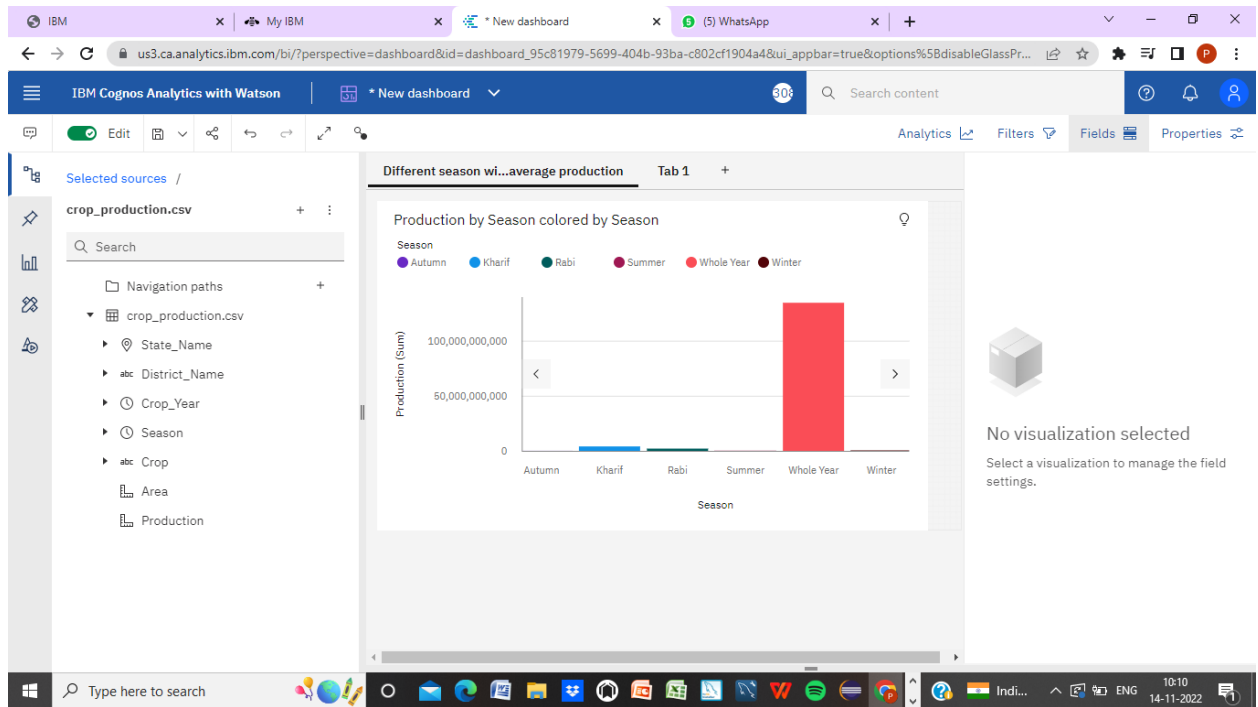 IBM
My IBM
* New dashboard
(5) WhatsApp
us3.ca.analytics.ibm.com/bi/?perspective=dashboard&id=dashboard_95c81979-5699-404b-93ba-c802cf1904a4&ui_appbar=true&options%5BdisableGlassPr...
P
IBM Cognos Analytics with Watson
* New dashboard
308
Search content
Edit
Analytics
Filters
Fields
Properties
Selected sources /
Different season wi...average production
Tab 1
+
crop_production.csv
Search
Navigation paths
crop_production.csv
State_Name
abc District_Name
Crop_Year
Season
abc Crop
Area
Production
Production by Season colored by Season
Season
Autumn Kharif Rabi Summer Whole Year Winter
Production (Sum)
100,000,000,000
50,000,000,000
0
Autumn Kharif Rabi Summer Whole Year Winter
Season
No visualization selected
Select a visualization to manage the field
settings.
Type here to search
Indi...
ENG
10:10
14-11-2022